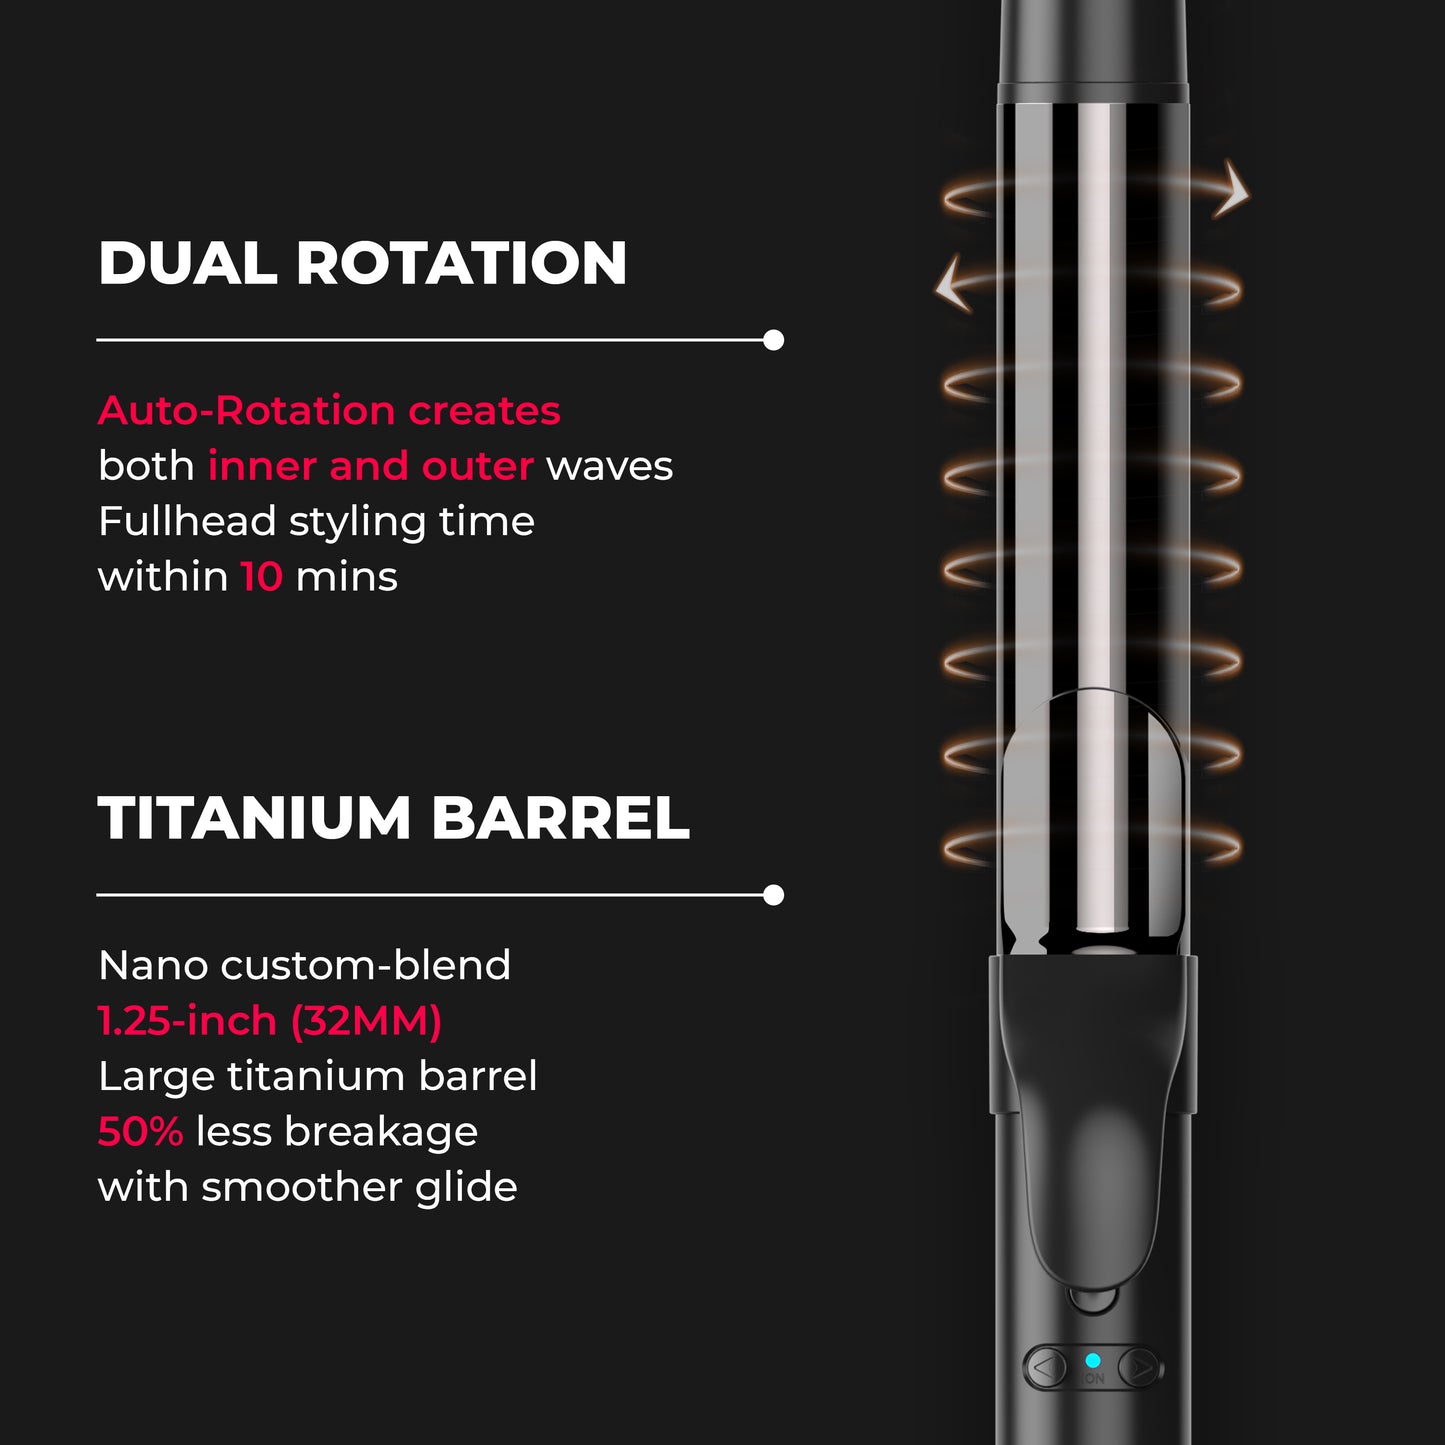 DUAL ROTATION
Auto-Rotation creates
both inner and outer waves
Fullhead styling time
within 10 mins
TITANIUM BARREL
Nano custom-blend
1.25-inch (32MM)
Large titanium barrel
50% less breakage
with smoother glide
ION